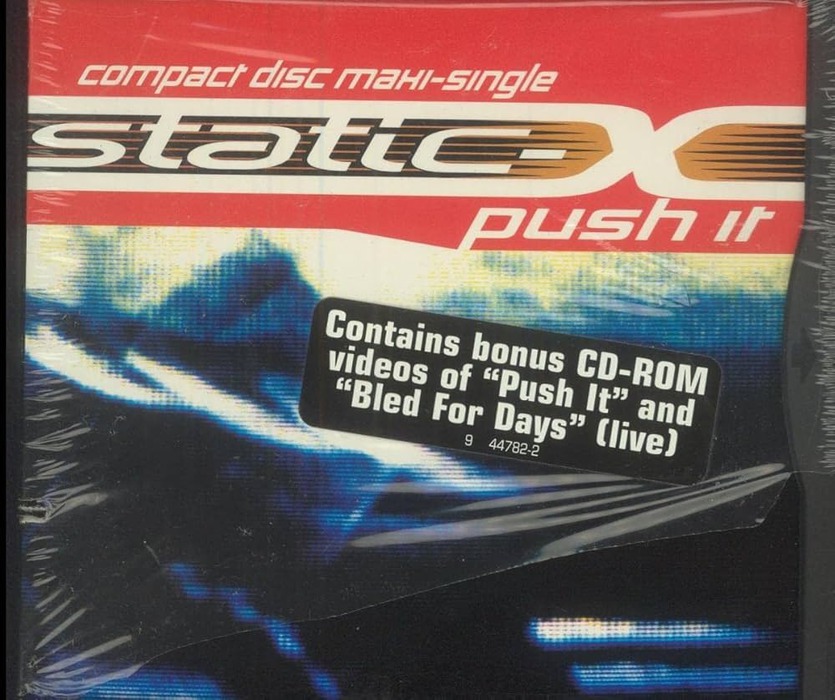 compact disc maxi-single
static-X
push it
Contains bonus CD-ROM
videos of “Push It” and
“Bled For Days” (live)
9 44782-2